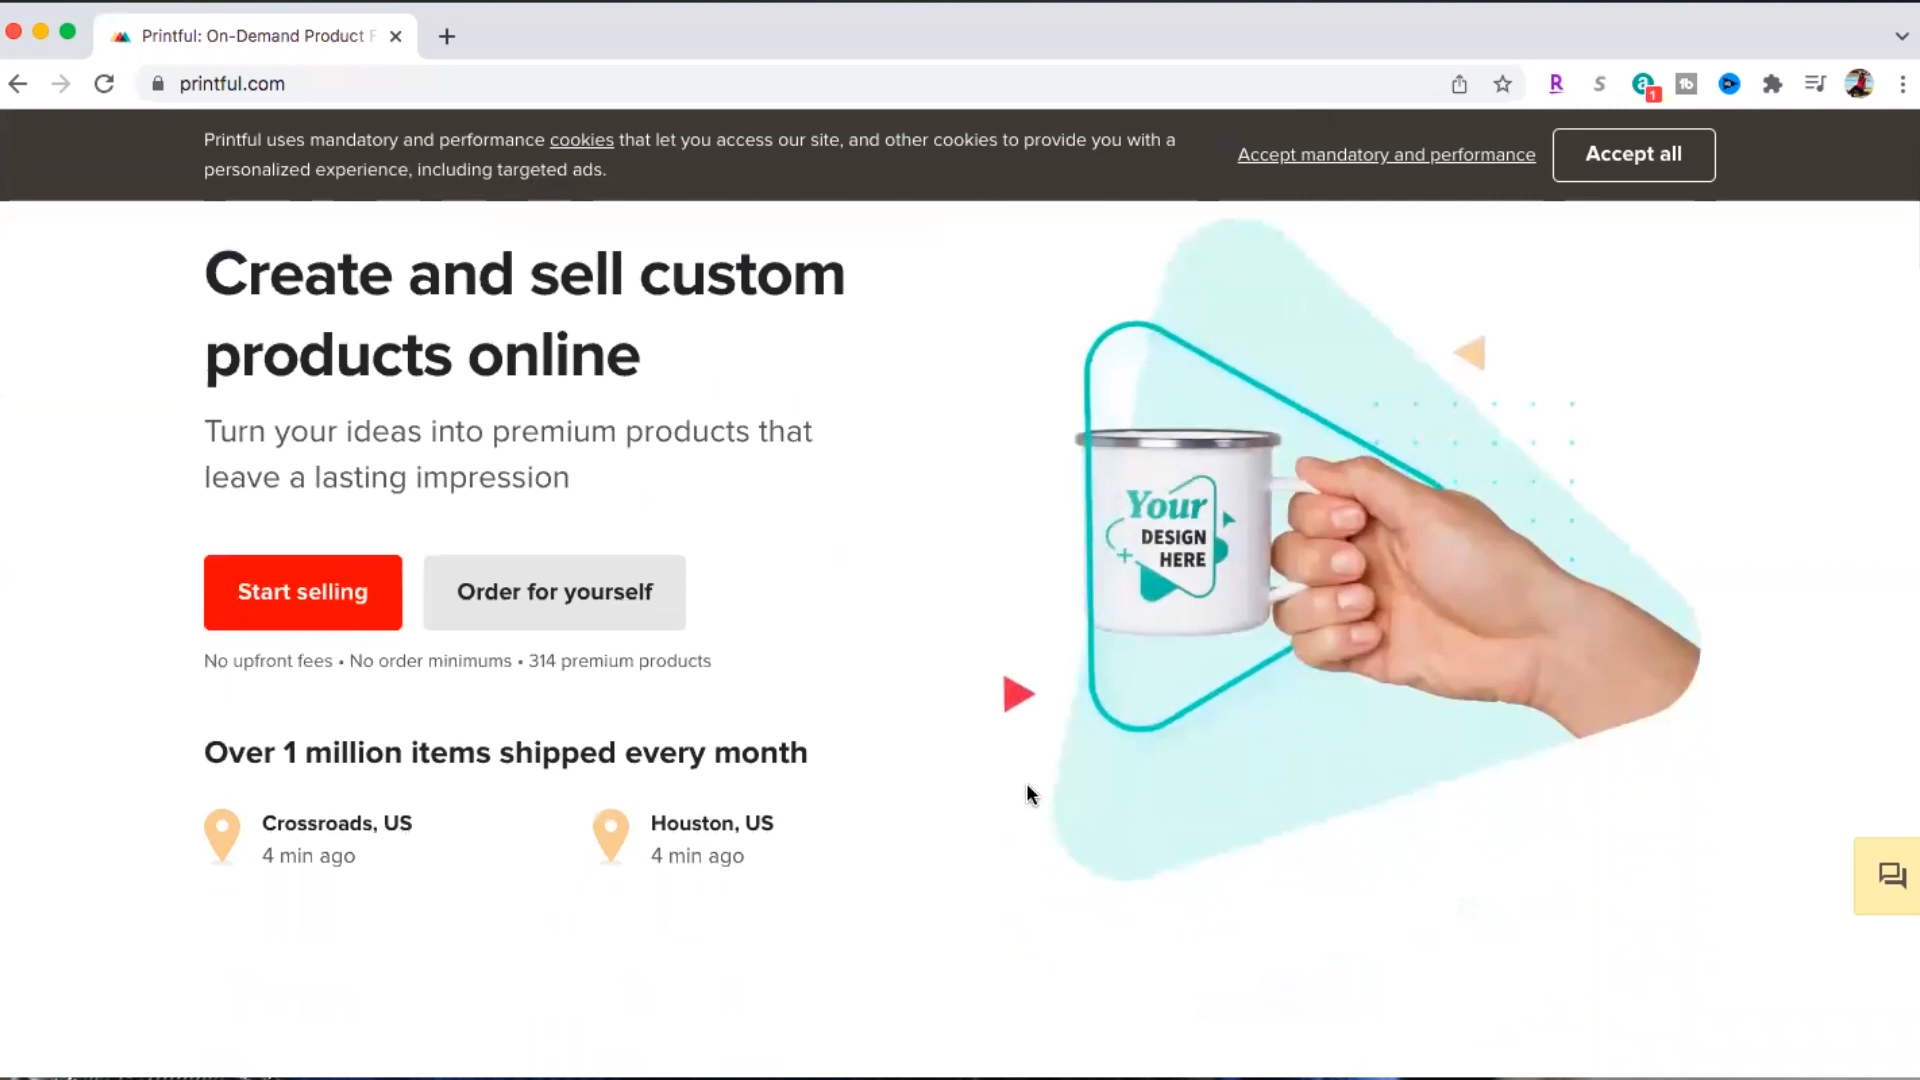 Printful: On-Demand Product F
printful.com
1
Printful uses mandatory and performance cookies that let you access our site, and other cookies to provide you with a
personalized experience, including targeted ads.
Accept mandatory and performance
Accept all
Create and sell custom
products online
Turn your ideas into premium products that
leave a lasting impression
Start selling
Order for yourself
No upfront fees • No order minimums • 314 premium products
Over 1 million items shipped every month
Crossroads, US
4 min ago
Houston, US
4 min ago
Your
DESIGN
HERE